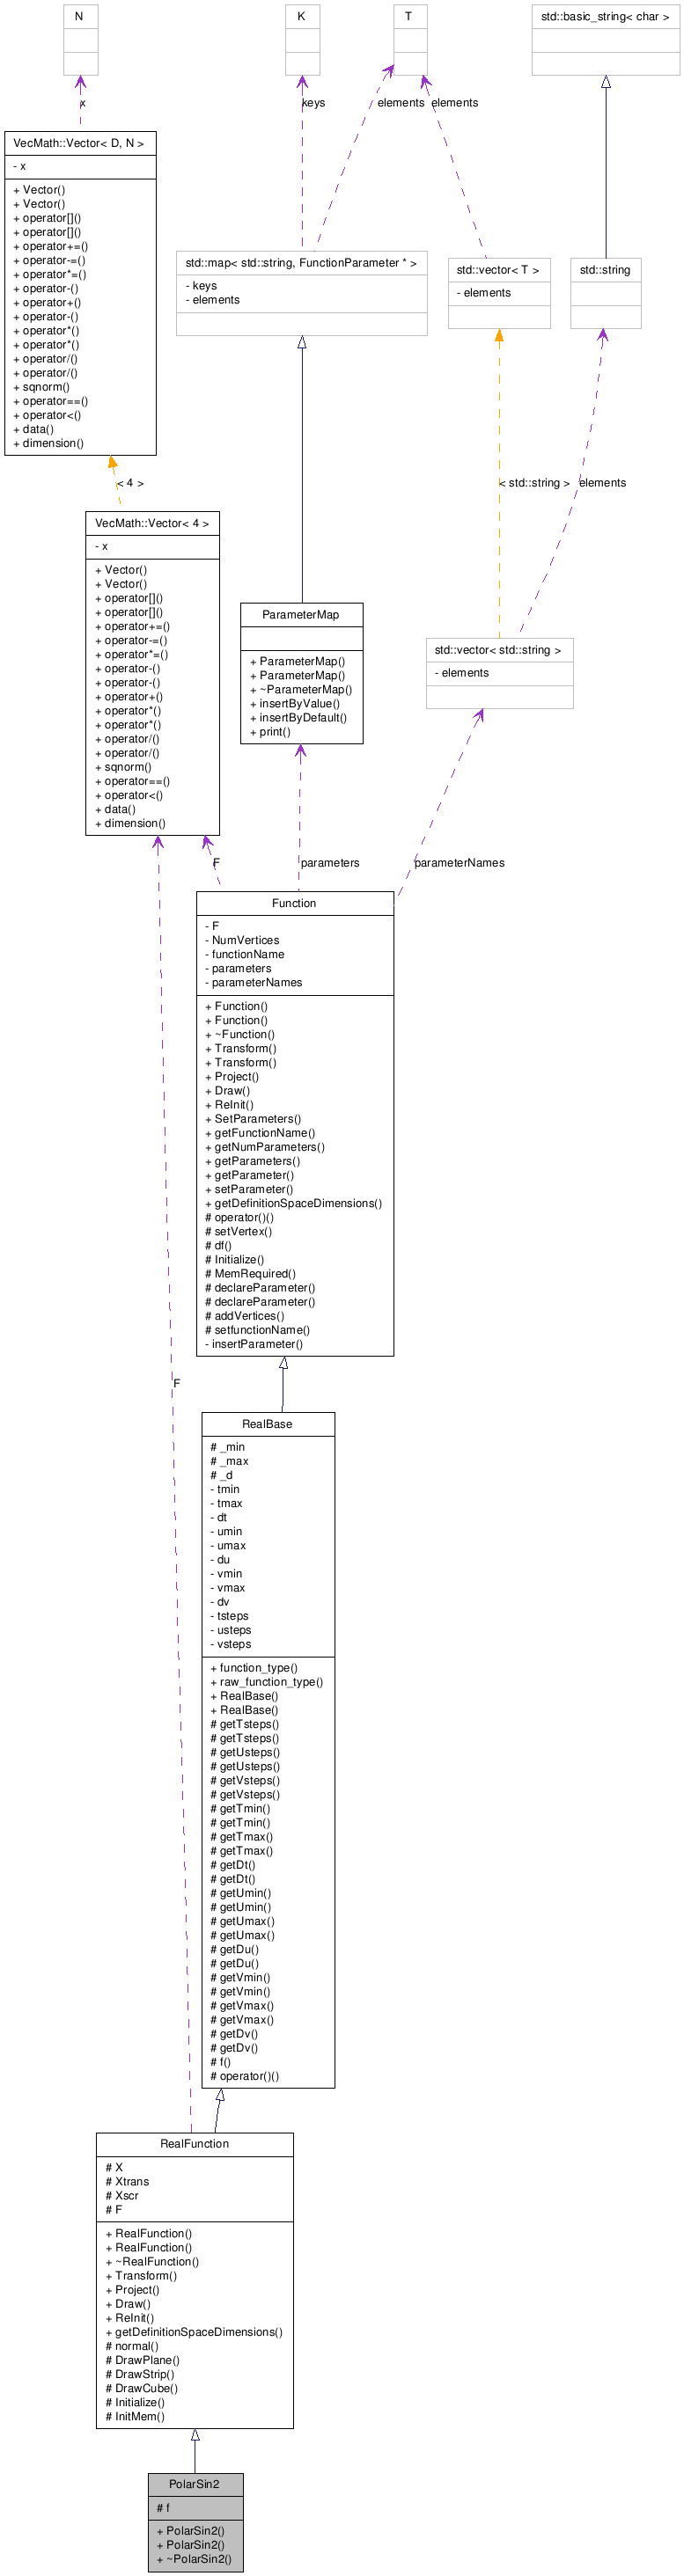 N
K
T
std::basic_string< char >
x
keys
elements
elements
VecMath::Vector< D, N >
- x
+ Vector()
+ Vector()
+ operator[]()
+ operator[]()
+ operator+=()
+ operator-=()
+ operator*=()
+ operator-()
+ operator+()
+ operator-()
+ operator*()
+ operator*()
+ operator/()
+ operator/()
+ sqnorm()
+ operator==()
+ operator<()
+ data()
+ dimension()
std::map< std::string, FunctionParameter * >
- keys
- elements
std::vector< T >
- elements
std::string
< 4 >
< std::string >
elements
VecMath::Vector< 4 >
- x
+ Vector()
+ Vector()
+ operator[]()
+ operator[]()
+ operator+=()
+ operator-=()
+ operator*=()
+ operator-()
+ operator-()
+ operator+()
+ operator*()
+ operator*()
+ operator/()
+ operator/()
+ sqnorm()
+ operator==()
+ operator<()
+ data()
+ dimension()
ParameterMap
+ ParameterMap()
+ ParameterMap()
+ ~ParameterMap()
+ insertByValue()
+ insertByDefault()
+ print()
std::vector< std::string >
- elements
F
parameters
parameterNames
Function
- F
- NumVertices
- functionName
- parameters
- parameterNames
+ Function()
+ Function()
+ ~Function()
+ Transform()
+ Transform()
+ Project()
+ Draw()
+ ReInit()
+ SetParameters()
+ getFunctionName()
+ getNumParameters()
+ getParameters()
+ getParameter()
+ setParameter()
+ getDefinitionSpaceDimensions()
# operator()()
# setVertex()
# df()
# Initialize()
# MemRequired()
# declareParameter()
# declareParameter()
# addVertices()
# setfunctionName()
- insertParameter()
F
RealBase
# _min
# _max
# _d
- tmin
- tmax
- dt
- umin
- umax
- du
- vmin
- vmax
- dv
- tsteps
- usteps
- vsteps
+ function_type()
+ raw_function_type()
+ RealBase()
+ RealBase()
# getTsteps()
# getTsteps()
# getUsteps()
# getUsteps()
# getVsteps()
# getVsteps()
# getTmin()
# getTmin()
# getTmax()
# getTmax()
# getDt()
# getDt()
# getUmin()
# getUmin()
# getUmax()
# getUmax()
# getDu()
# getDu()
# getVmin()
# getVmin()
# getVmax()
# getVmax()
# getDv()
# getDv()
# f()
# operator()()
RealFunction
# X
# Xtrans
# Xscr
# F
+ RealFunction()
+ RealFunction()
+ ~RealFunction()
+ Transform()
+ Project()
+ Draw()
+ ReInit()
+ getDefinitionSpaceDimensions()
# normal()
# DrawPlane()
# DrawStrip()
# DrawCube()
# Initialize()
# InitMem()
PolarSin2
# f
+ PolarSin2()
+ PolarSin2()
+ ~PolarSin2()